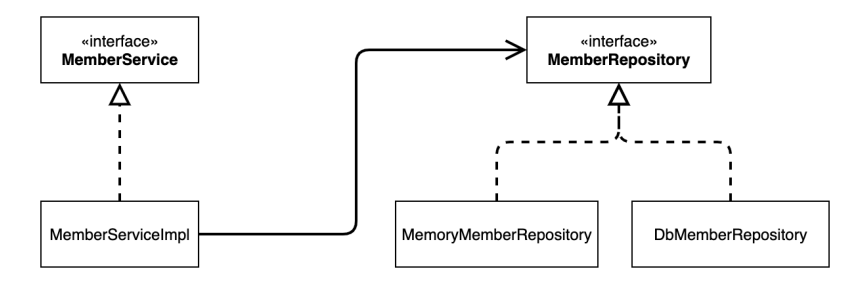 «interface»
MemberService
«interface»
MemberRepository
MemberServiceImpl
MemoryMemberRepository
DbMemberRepository